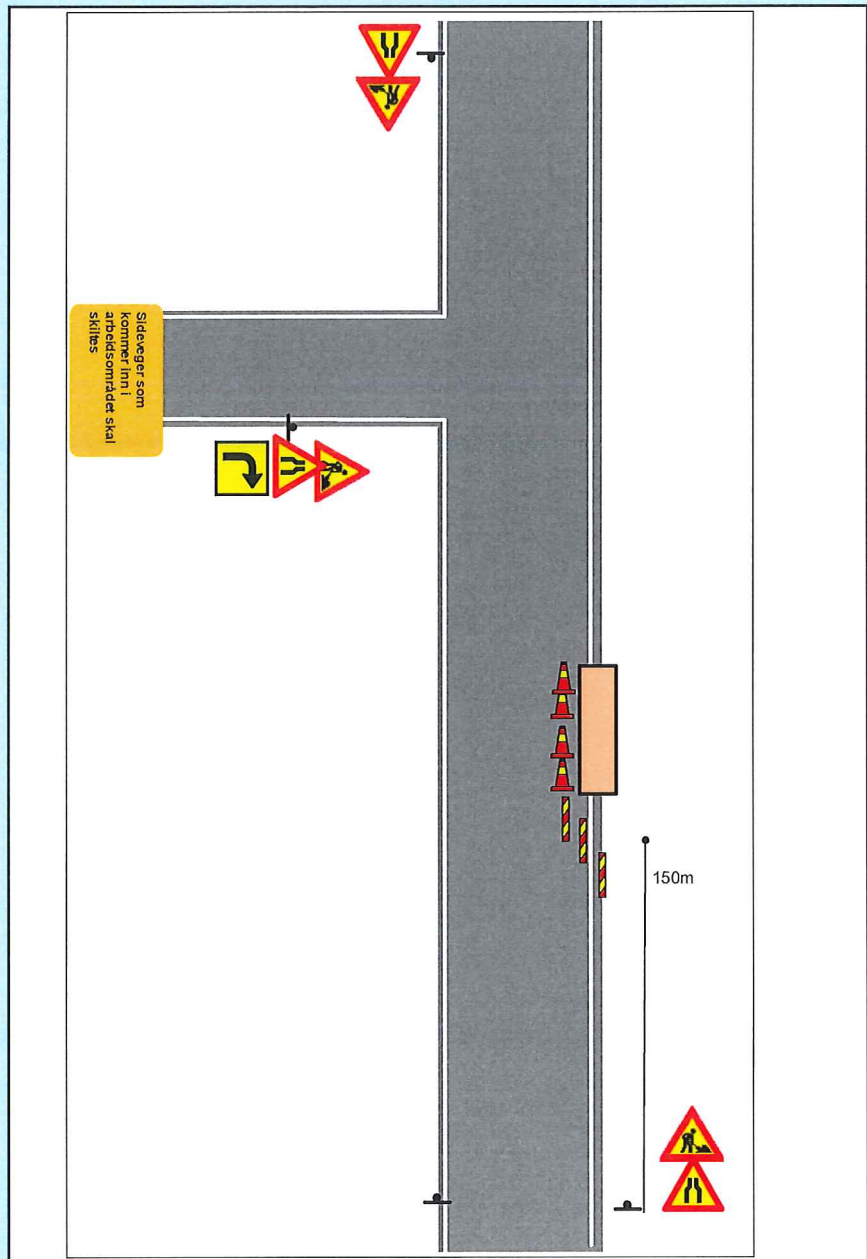 Sideveger som
kommer inn i
arbeidsområdet skal
skiltes
150m